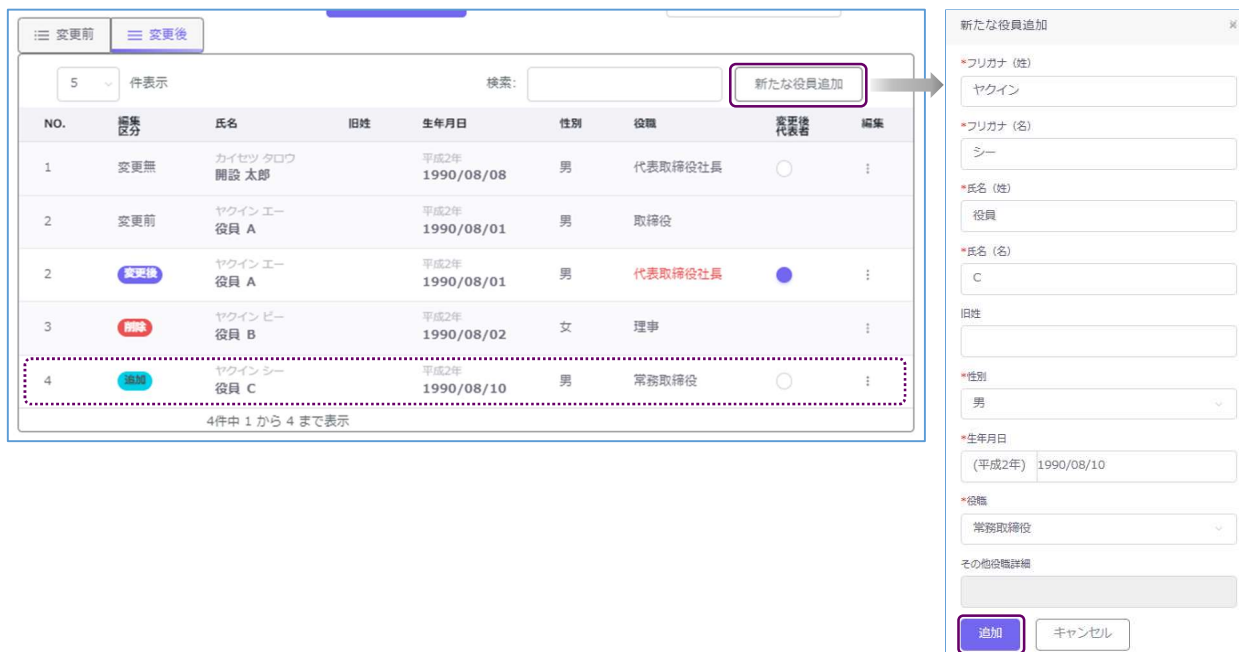 変更前
変更後
5 件表示 検索: 新たな役員追加
NO. 編集区分 氏名 旧姓 生年月日 性別 役職 変更後代表者 編集
カイセツ タロウ 平成2年
1 変更無 開設 太郎 1990/08/08 男 代表取締役社長
ヤクイン エー 平成2年
2 変更前 役員 A 1990/08/01 男 取締役
ヤクイン エー 平成2年
2 変更後 役員 A 1990/08/01 男 代表取締役社長
ヤクイン ビー 平成2年
3 削除 役員 B 1990/08/02 女 理事
ヤクイン シー 平成2年
4 追加 役員 C 1990/08/10 男 常務取締役
4件中 1 から 4 まで表示
新たな役員追加 ×
*フリガナ（姓）
ヤクイン
*フリガナ（名）
シー
*氏名（姓）
役員
*氏名（名）
C
旧姓
*性別
男
*生年月日
(平成2年) 1990/08/10
*役職
常務取締役
その他役職詳細
追加 キャンセル